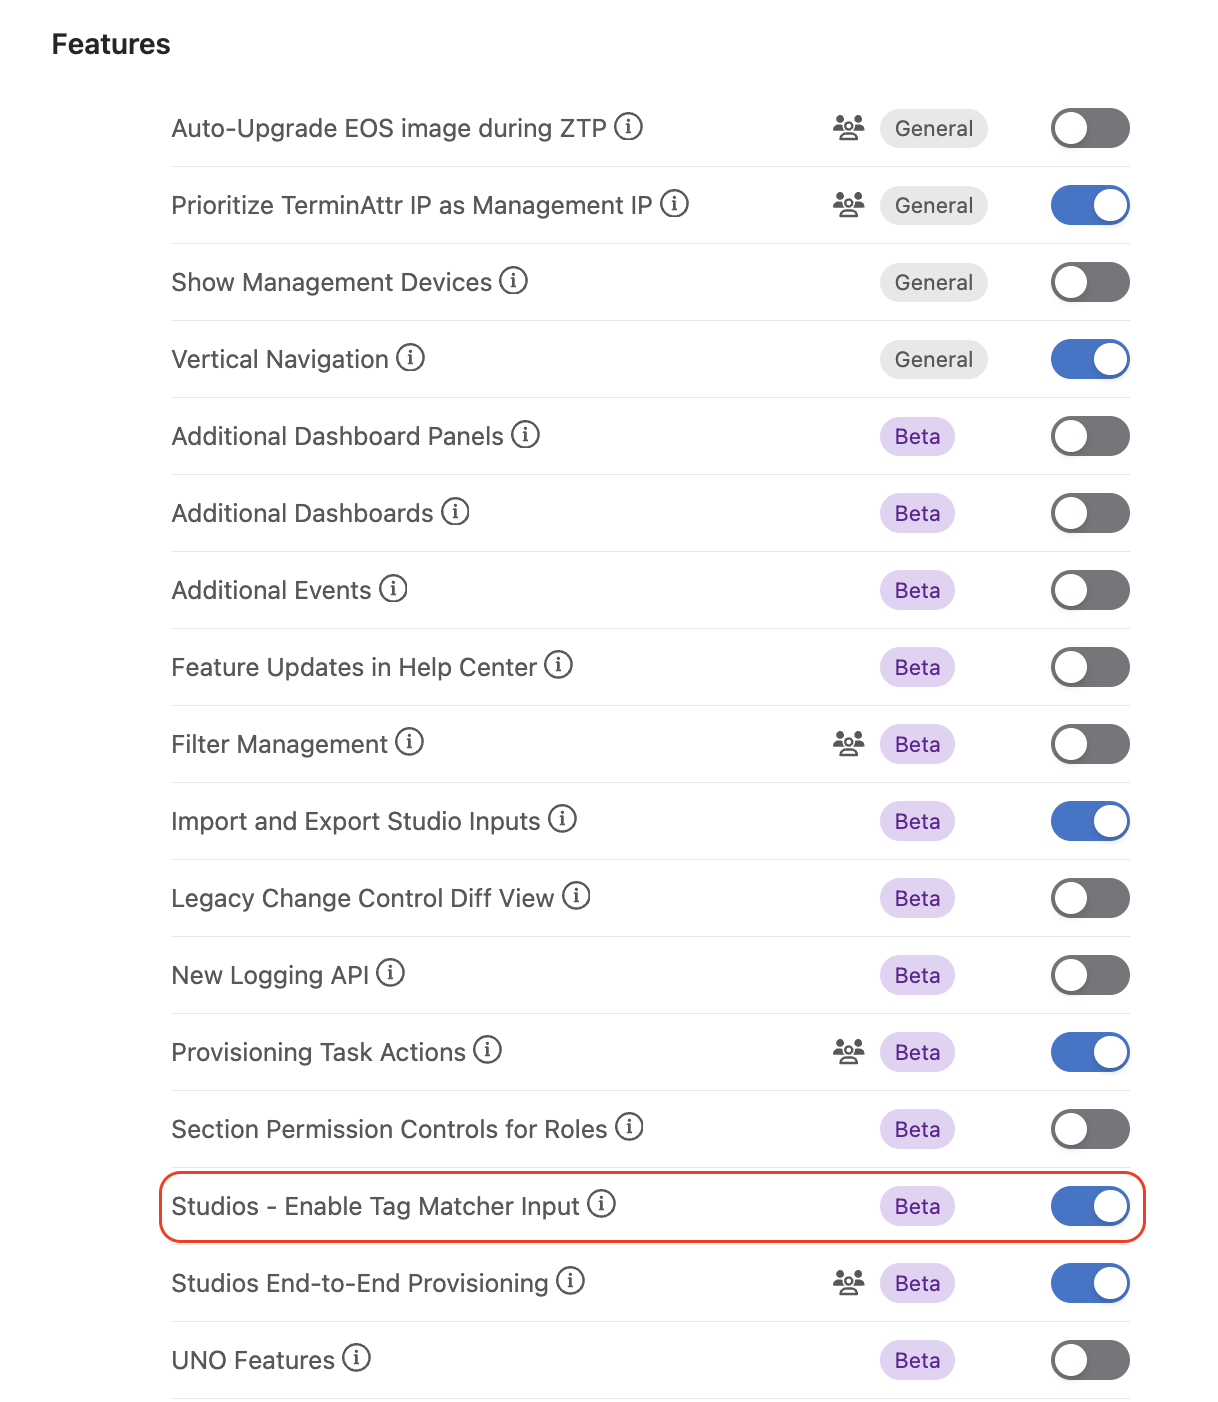 Features
Auto-Upgrade EOS image during ZTP General
Prioritize TerminAttr IP as Management IP General
Show Management Devices General
Vertical Navigation General
Additional Dashboard Panels Beta
Additional Dashboards Beta
Additional Events Beta
Feature Updates in Help Center Beta
Filter Management Beta
Import and Export Studio Inputs Beta
Legacy Change Control Diff View Beta
New Logging API Beta
Provisioning Task Actions Beta
Section Permission Controls for Roles Beta
Studios - Enable Tag Matcher Input Beta
Studios End-to-End Provisioning Beta
UNO Features Beta